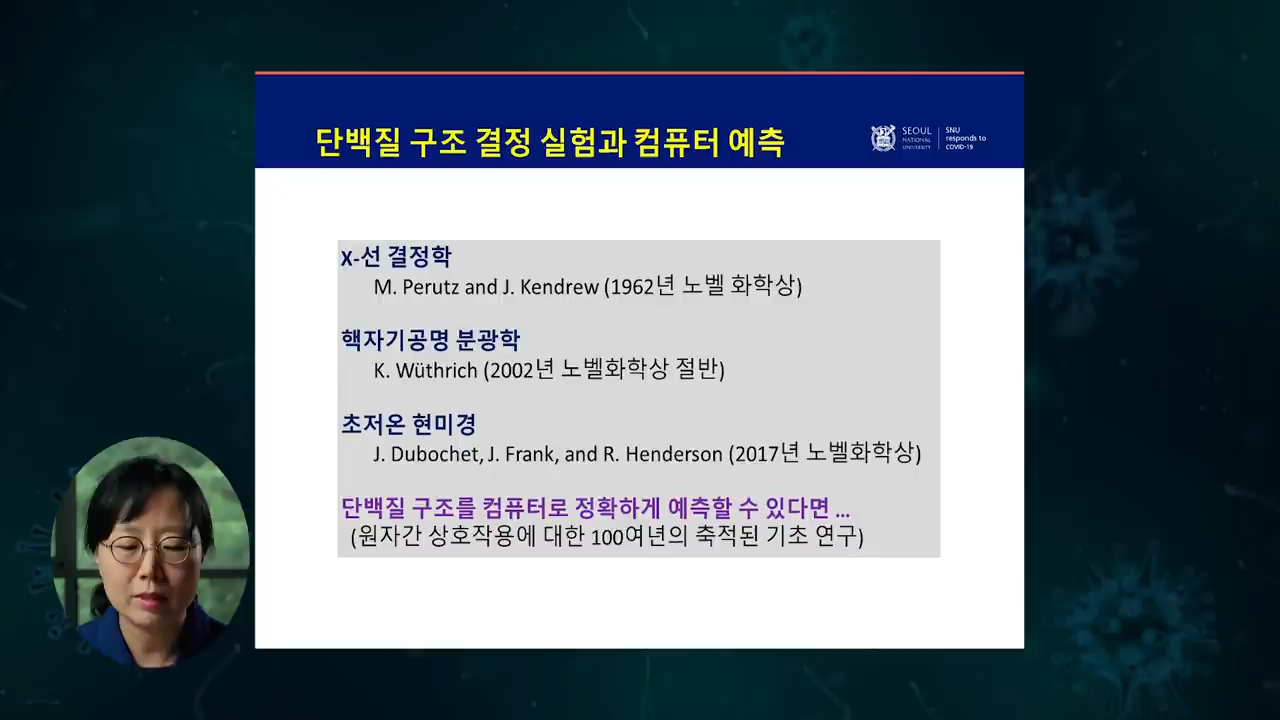 단백질 구조 결정 실험과 컴퓨터 예측
SEOUL
NATIONAL
UNIVERSITY
SNU
responds to
COVID-19
X-선 결정학
M. Perutz and J. Kendrew (1962년 노벨 화학상)
핵자기공명 분광학
K. Wüthrich (2002년 노벨화학상 절반)
초저온 현미경
J. Dubochet, J. Frank, and R. Henderson (2017년 노벨화학상)
단백질 구조를 컴퓨터로 정확하게 예측할 수 있다면 ...
(원자간 상호작용에 대한 100여년의 축적된 기초 연구)